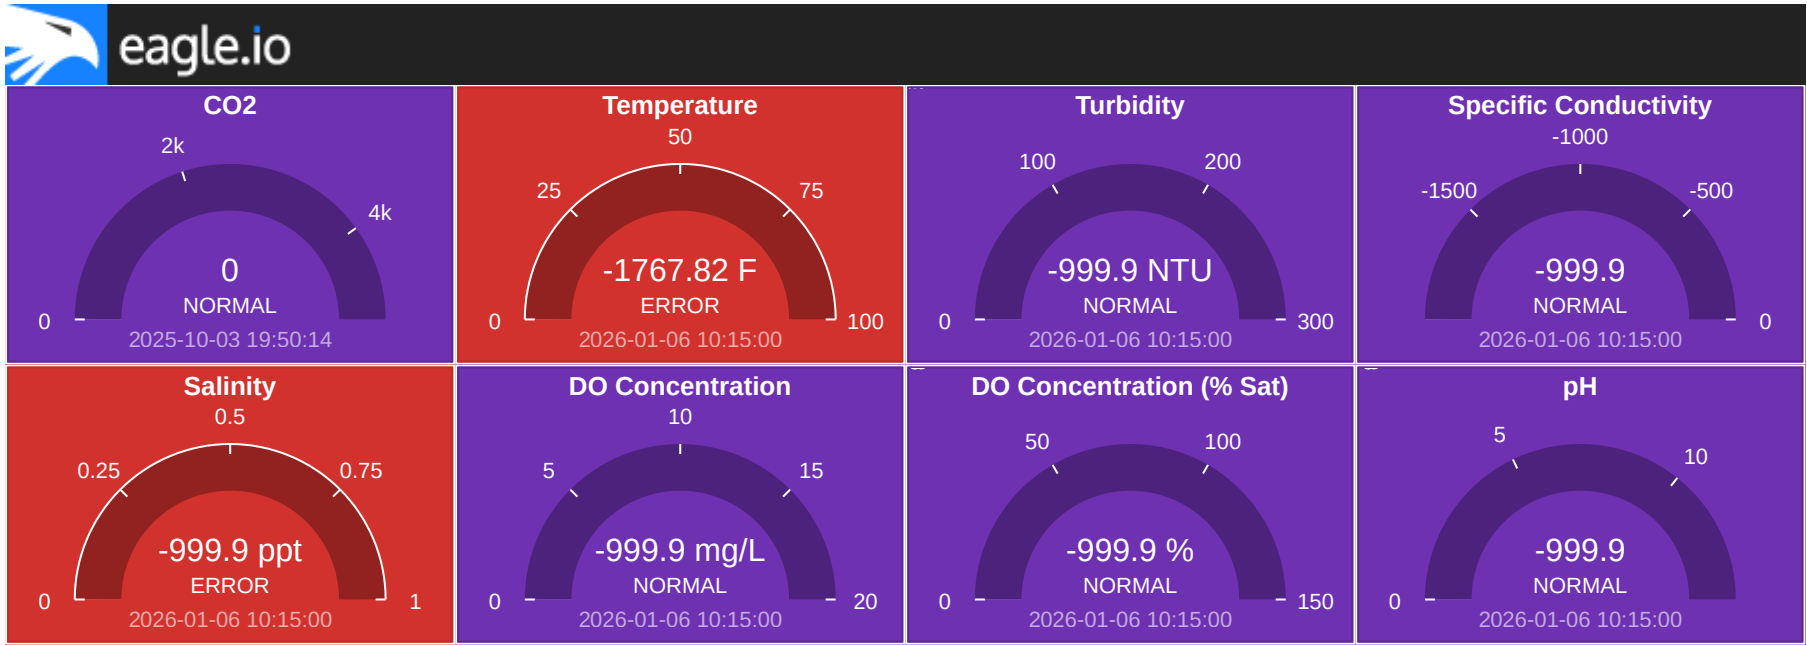 eagle.io
CO2
2k
4k
0
0
NORMAL
2025-10-03 19:50:14
Temperature
50
25
75
-1767.82 F
ERROR
0
100
2026-01-06 10:15:00
Turbidity
100
200
-999.9 NTU
NORMAL
0
300
2026-01-06 10:15:00
Specific Conductivity
-1000
-1500
-500
-999.9
NORMAL
0
2026-01-06 10:15:00
Salinity
0.5
0.25
0.75
-999.9 ppt
ERROR
0
1
2026-01-06 10:15:00
DO Concentration
10
5
15
-999.9 mg/L
NORMAL
0
20
2026-01-06 10:15:00
DO Concentration (% Sat)
50
100
-999.9 %
NORMAL
0
150
2026-01-06 10:15:00
pH
5
10
-999.9
NORMAL
0
2026-01-06 10:15:00